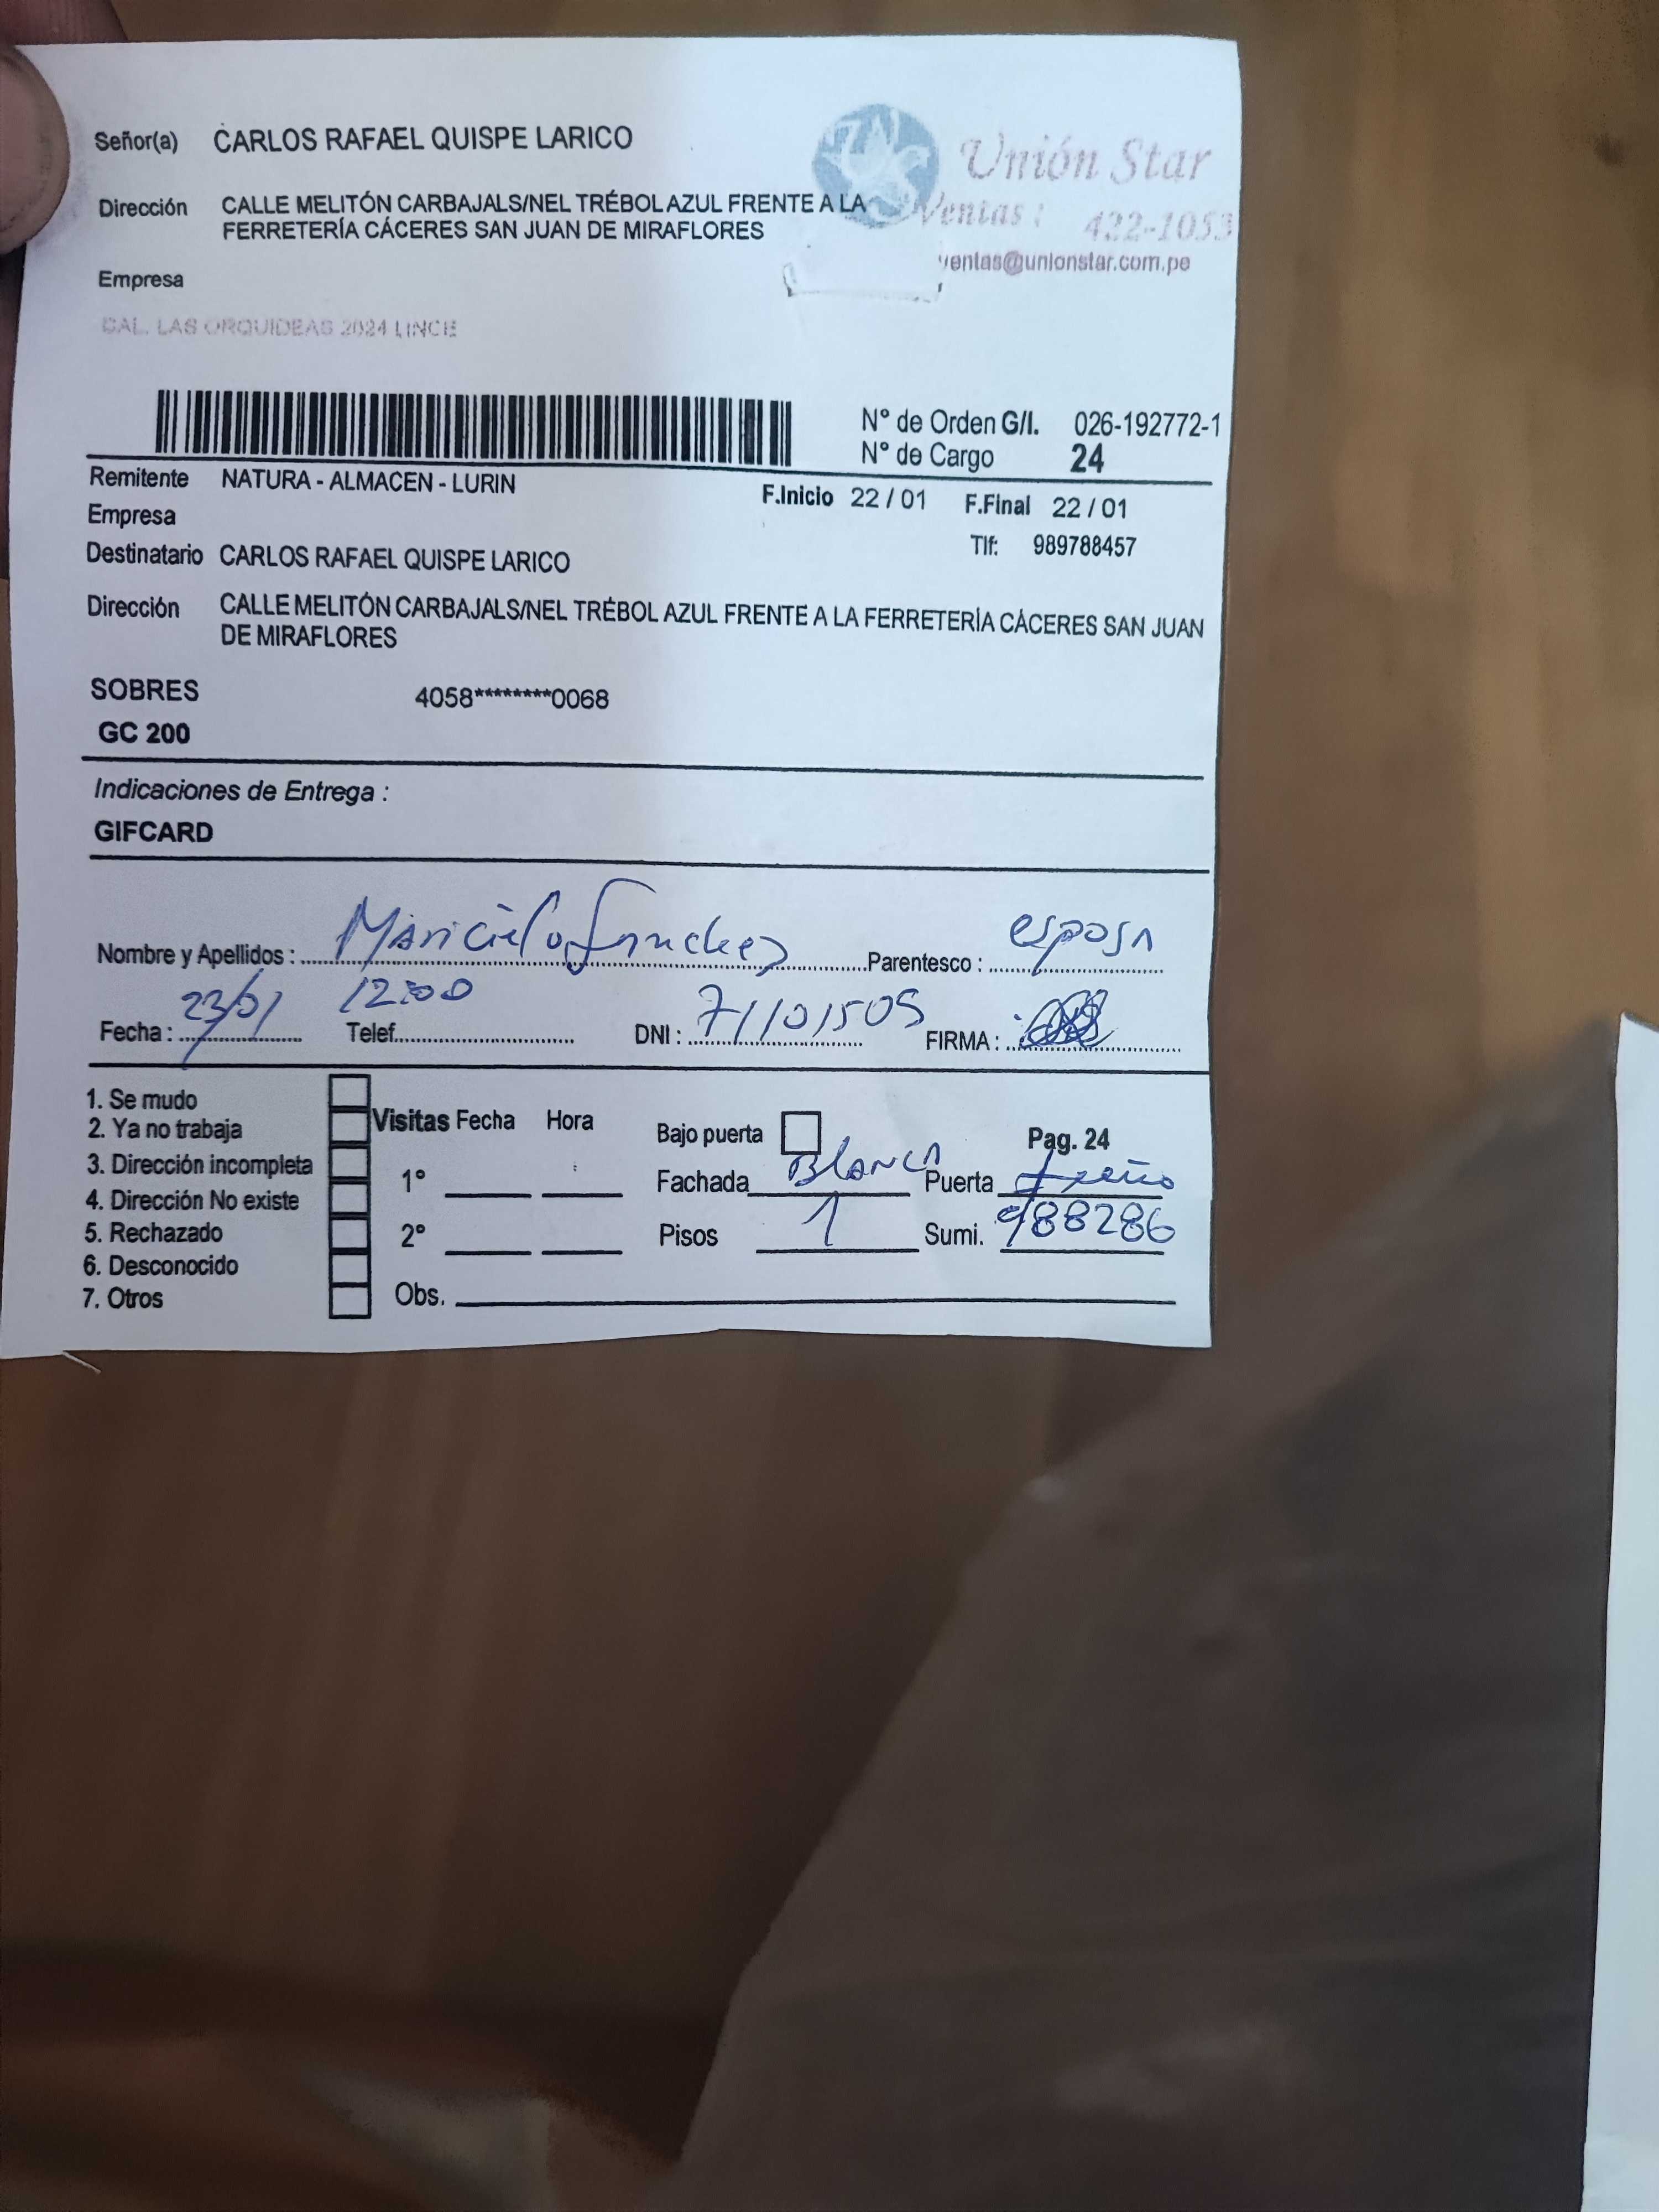 Señor(a) CARLOS RAFAEL QUISPE LARICO
Unión Star
Dirección CALLE MELITÓN CARBAJALS/NEL TRÉBOL AZUL FRENTE A LA
FERRETERÍA CÁCERES SAN JUAN DE MIRAFLORES
Ventas : 422-1053
ventas@unionstar.com.pe
Empresa
CAL. LAS ORQUIDEAS 2024 LINCE
N° de Orden G/I. 026-192772-1
N° de Cargo 24
Remitente NATURA - ALMACEN - LURIN
F.Inicio 22 / 01 F.Final 22 / 01
Empresa
Tlf: 989788457
Destinatario CARLOS RAFAEL QUISPE LARICO
Dirección CALLE MELITÓN CARBAJALS/NEL TRÉBOL AZUL FRENTE A LA FERRETERÍA CÁCERES SAN JUAN
DE MIRAFLORES
SOBRES 4058********0068
GC 200
Indicaciones de Entrega :
GIFCARD
Nombre y Apellidos : Maricielo Sanchez Parentesco : esposa
Fecha : 23/01 12:00 Telef. DNI : 71101505 FIRMA :
1. Se mudo
2. Ya no trabaja
3. Dirección incompleta
4. Dirección No existe
5. Rechazado
6. Desconocido
7. Otros
Visitas Fecha Hora
1°
2°
Obs.
Bajo puerta Pag. 24
Fachada Blanca Puerta
Pisos 1 Sumi. 988286